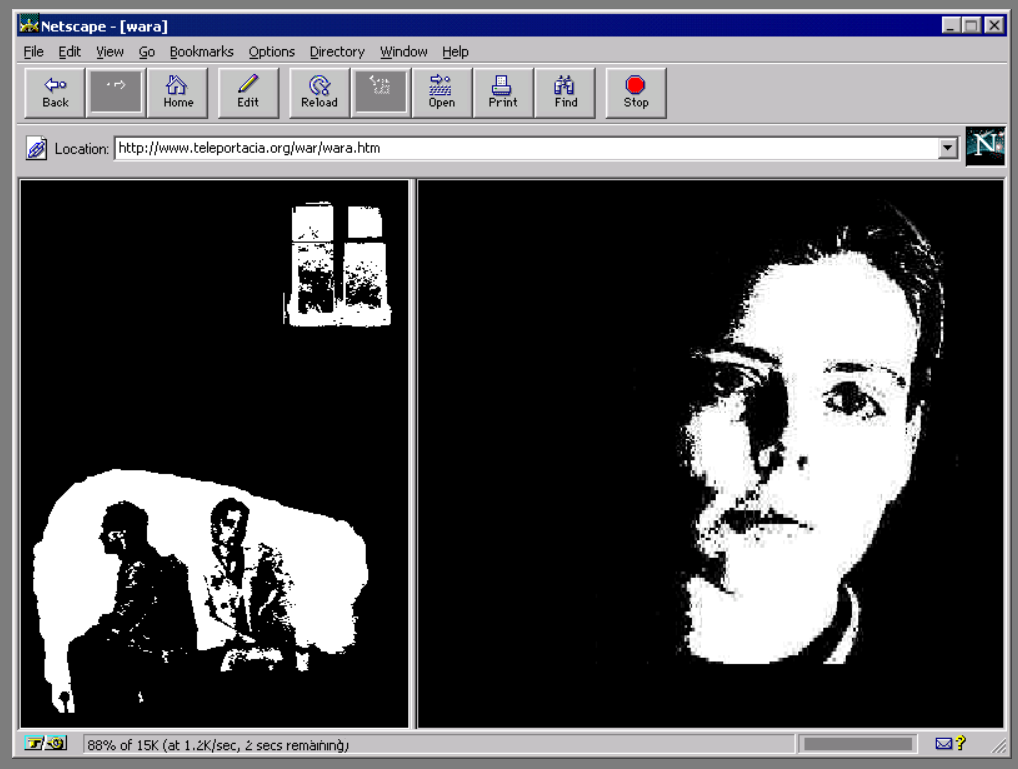 Netscape - [wara]
File Edit View Go Bookmarks Options Directory Window Help
Back Home Edit Reload Open Print Find Stop
Location: http://www.teleportacia.org/war/wara.htm
N
88% of 15K (at 1.2K/sec, 2 secs remaining)